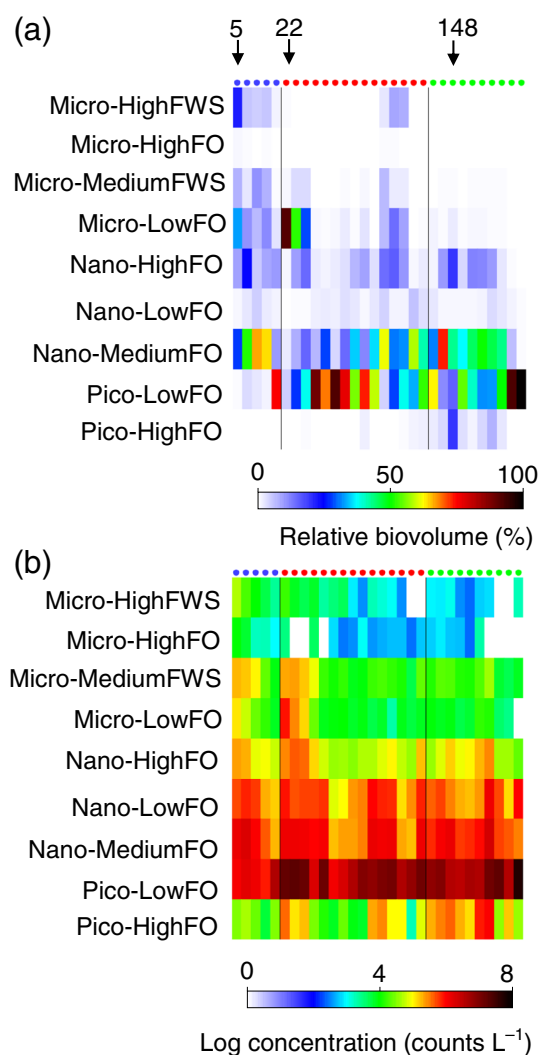 (a)
5 22 148
Micro-HighFWS
Micro-HighFO
Micro-MediumFWS
Micro-LowFO
Nano-HighFO
Nano-LowFO
Nano-MediumFO
Pico-LowFO
Pico-HighFO
0 50 100
Relative biovolume (%)
(b)
Micro-HighFWS
Micro-HighFO
Micro-MediumFWS
Micro-LowFO
Nano-HighFO
Nano-LowFO
Nano-MediumFO
Pico-LowFO
Pico-HighFO
0 4 8
Log concentration (counts L⁻¹)